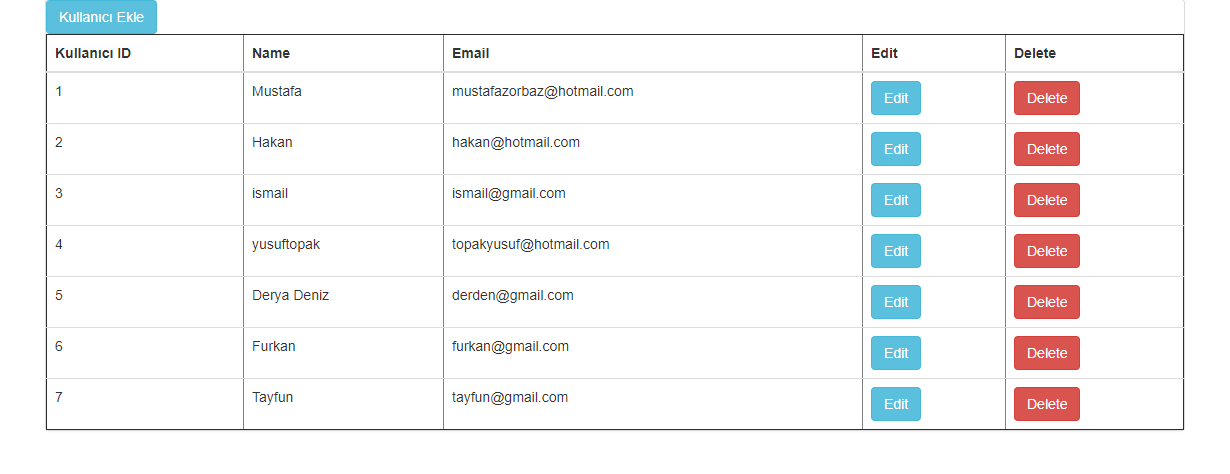 Kullanıcı Ekle
Kullanıcı ID Name Email Edit Delete
1 Mustafa mustafazorbaz@hotmail.com Edit Delete
2 Hakan hakan@hotmail.com Edit Delete
3 ismail ismail@gmail.com Edit Delete
4 yusuftopak topakyusuf@hotmail.com Edit Delete
5 Derya Deniz derden@gmail.com Edit Delete
6 Furkan furkan@gmail.com Edit Delete
7 Tayfun tayfun@gmail.com Edit Delete